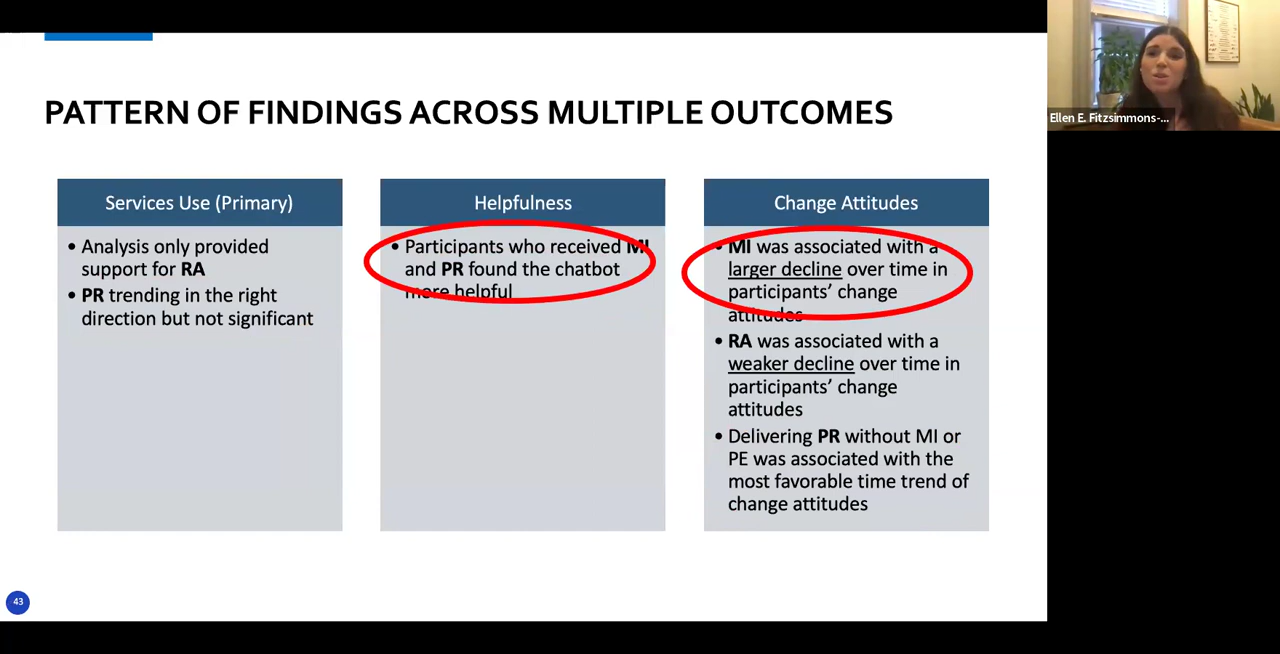 Ellen E. Fitzsimmons-...
PATTERN OF FINDINGS ACROSS MULTIPLE OUTCOMES
Services Use (Primary)
• Analysis only provided
support for RA
• PR trending in the right
direction but not significant
Helpfulness
• Participants who received MI
and PR found the chatbot
more helpful
Change Attitudes
• MI was associated with a
larger decline over time in
participants’ change
attitudes
• RA was associated with a
weaker decline over time in
participants’ change
attitudes
• Delivering PR without MI or
PE was associated with the
most favorable time trend of
change attitudes
43